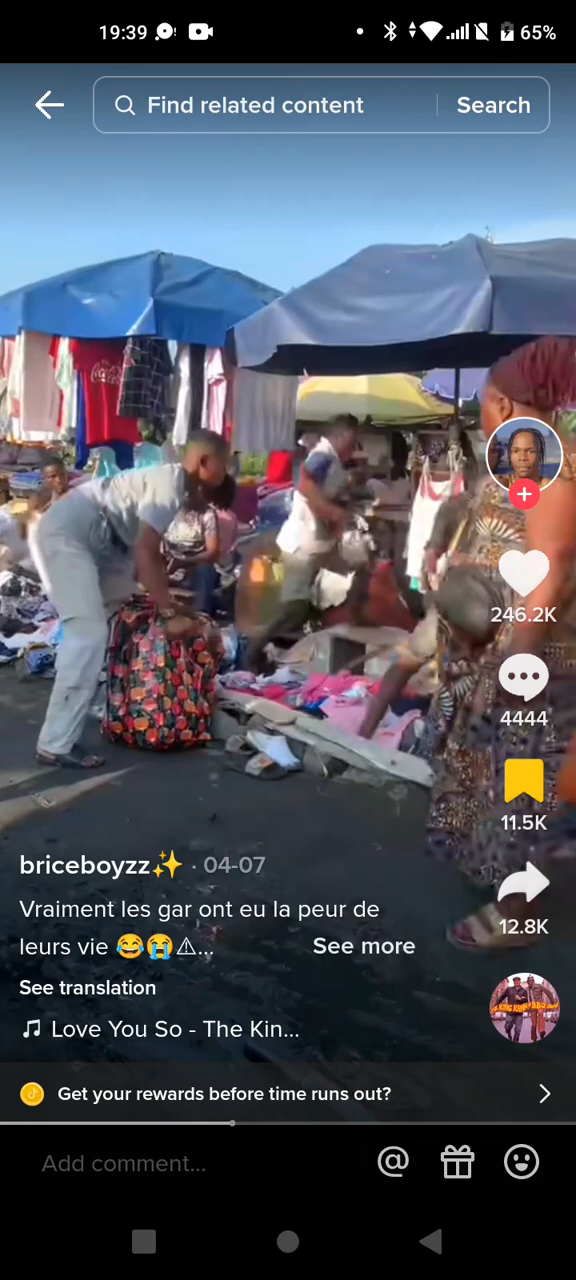 19:39
65%
Find related content
Search
Coca-Cola
246.2K
4444
11.5K
12.8K
briceboyzz✨ · 04-07
Vraiment les gar ont eu la peur de
leurs vie 😂😭⚠... See more
See translation
Love You So - The Kin...
Get your rewards before time runs out?
Add comment...